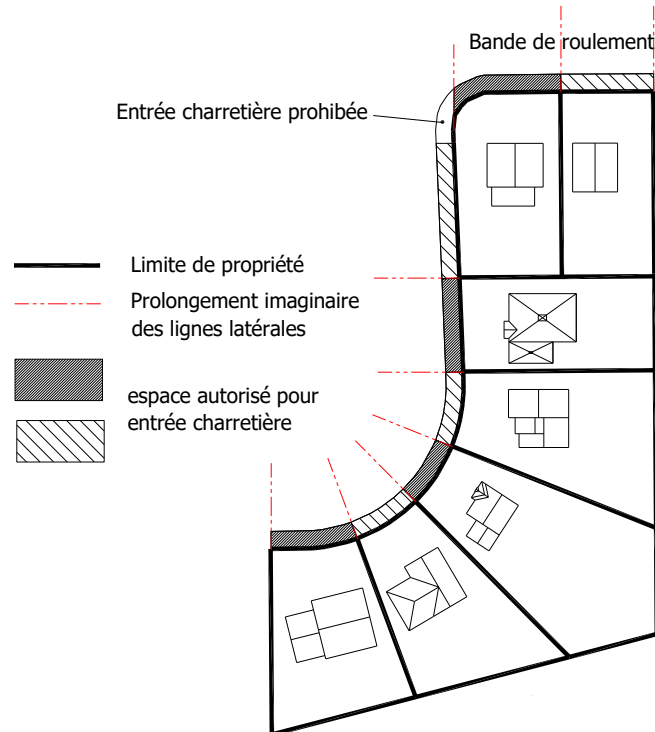 Bande de roulement
Entrée charretière prohibée
Limite de propriété
Prolongement imaginaire
des lignes latérales
espace autorisé pour
entrée charretière